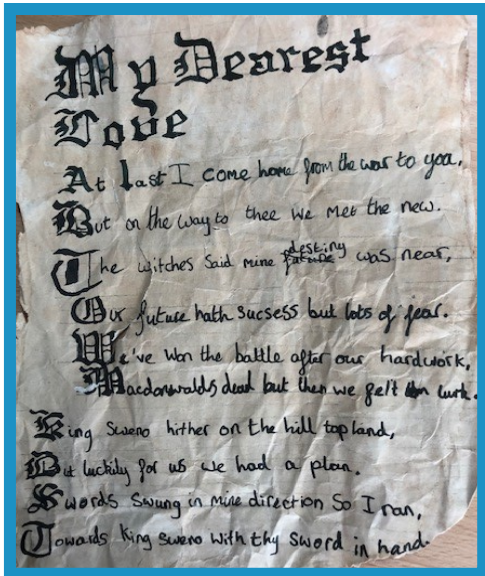 My Dearest
Love
At last I come home from the war to you,
But on the way to thee we met the new.
The witches said mine destiny was near,
Our future hath sucsess but lots of fear.
We've won the battle after our hardwork,
Macdonwalds dead but then we felt lurk.
King Sweno hither on the hill top land,
But luckily for us we had a plan.
Swords swung in mine direction so I ran,
Towards King Sweno with thy sword in hand.